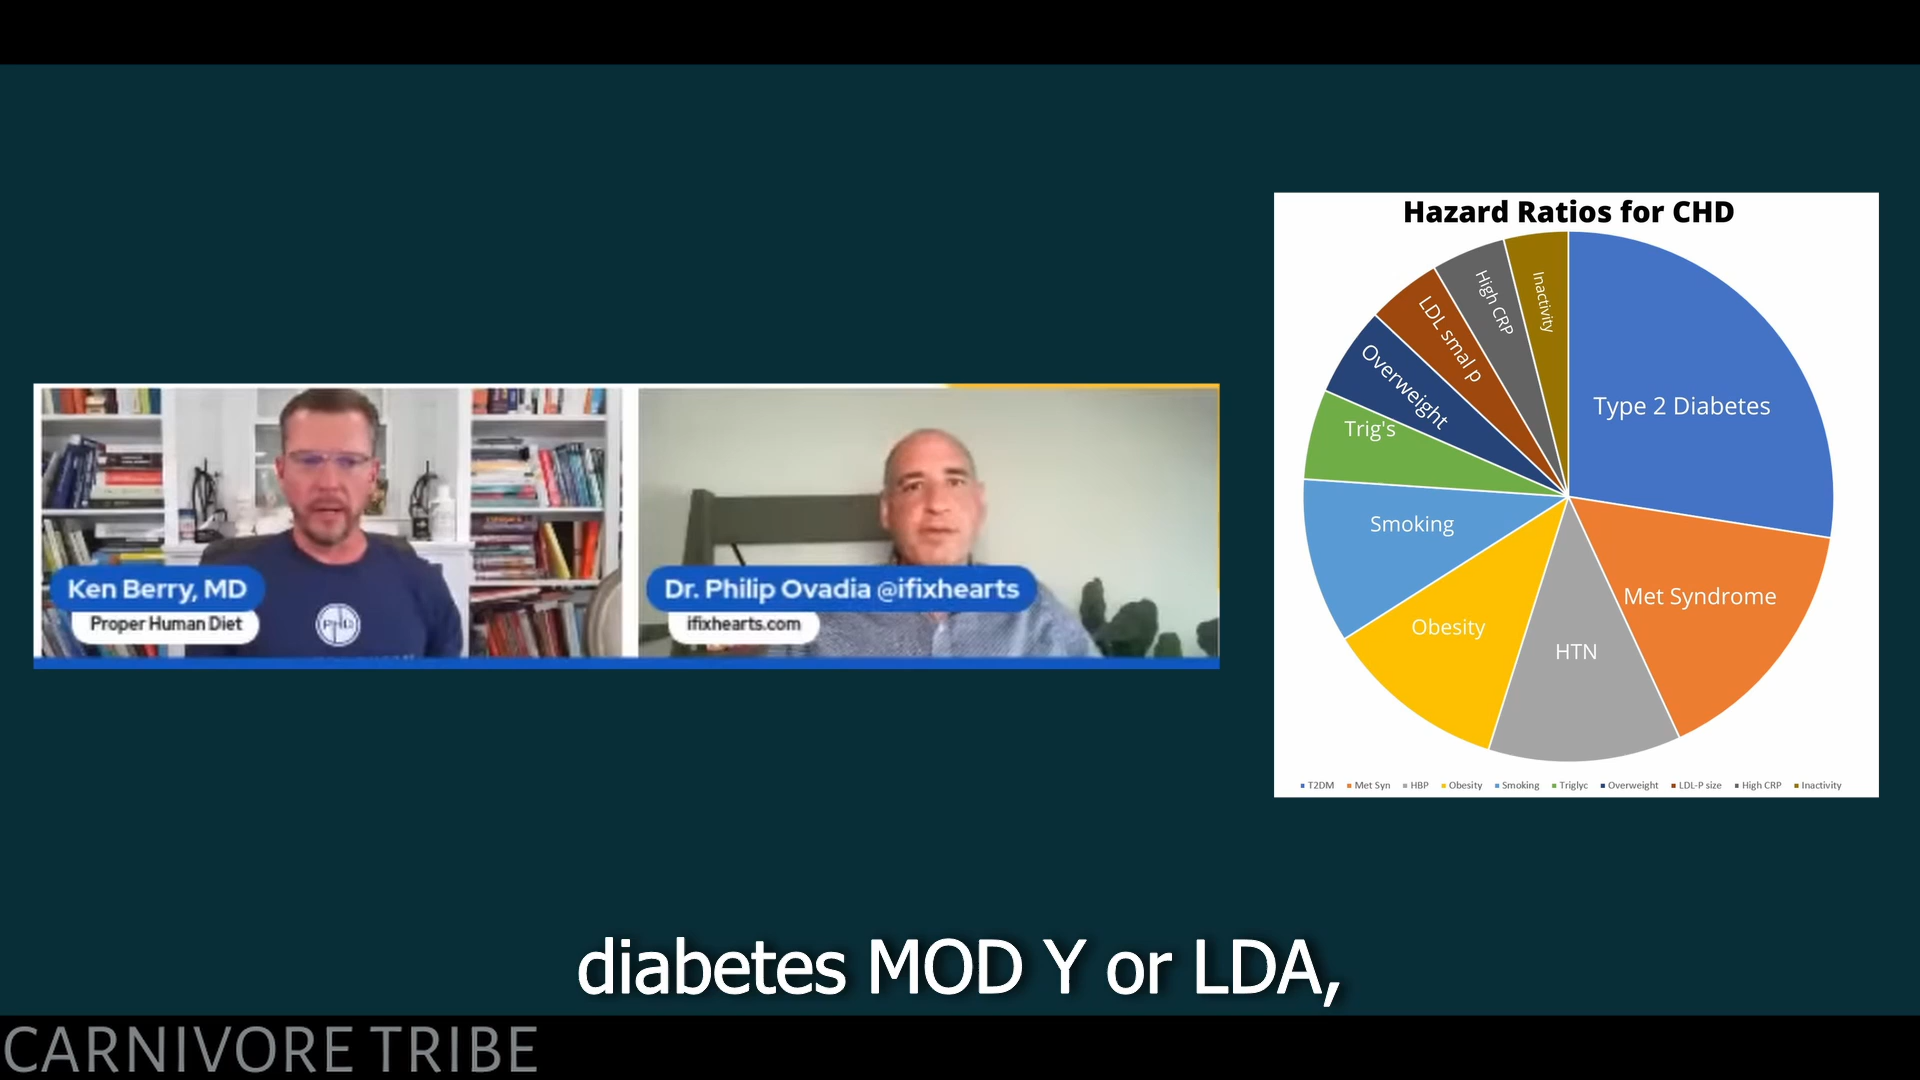 Hazard Ratios for CHD
Inactivity
High CRP
LDL smal p
Overweight
Trig's
Smoking
Obesity
HTN
Met Syndrome
Type 2 Diabetes
T2DM Met Syn HBP Obesity Smoking Triglyc Overweight LDL-P size High CRP Inactivity
Ken Berry, MD
Proper Human Diet
PHD
Dr. Philip Ovadia @ifixhearts
ifixhearts.com
diabetes MOD Y or LDA,
CARNIVORE TRIBE